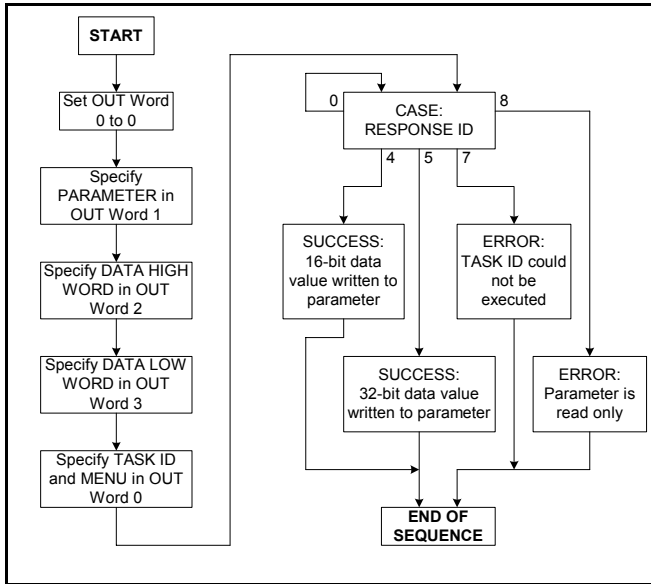 START
Set OUT Word
0 to 0
Specify
PARAMETER in
OUT Word 1
Specify DATA HIGH
WORD in OUT
Word 2
Specify DATA LOW
WORD in OUT
Word 3
Specify TASK ID
and MENU in OUT
Word 0
0
CASE:
RESPONSE ID
8
4
5
7
SUCCESS:
16-bit data
value written to
parameter
ERROR:
TASK ID could
not be
executed
SUCCESS:
32-bit data value
written to parameter
ERROR:
Parameter is
read only
END OF
SEQUENCE